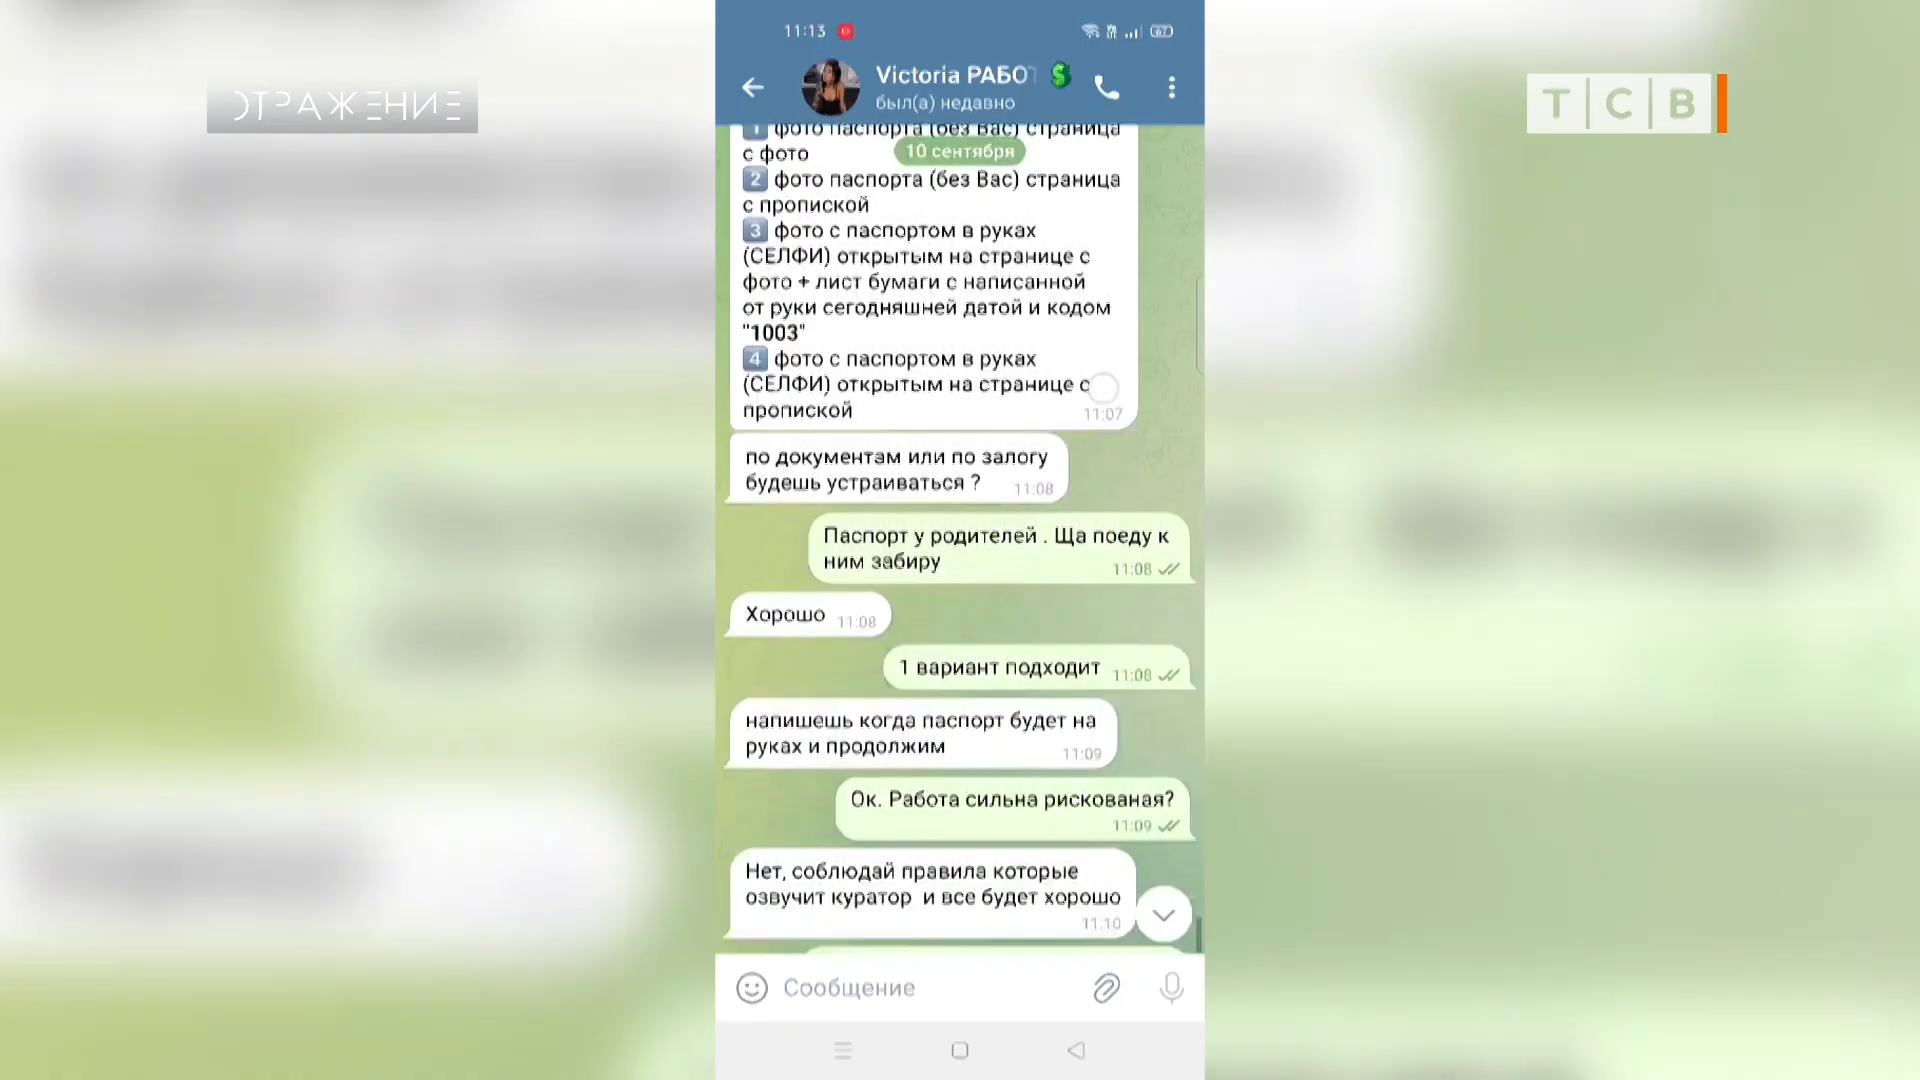 ОТРАЖЕНИЕ
ТСВ
11:13
67
Victoria РАБОТ
был(а) недавно
1 фото паспорта (без Вас) страница
с фото
10 сентября
2 фото паспорта (без Вас) страница
с пропиской
3 фото с паспортом в руках
(СЕЛФИ) открытым на странице с
фото + лист бумаги с написанной
от руки сегодняшней датой и кодом
"1003"
4 фото с паспортом в руках
(СЕЛФИ) открытым на странице с
пропиской
11:07
по документам или по залогу
будешь устраиваться ?
11:08
Паспорт у родителей . Ща поеду к
ним забиру
11:08
Хорошо 11:08
1 вариант подходит 11:08
напишешь когда паспорт будет на
руках и продолжим
11:09
Ок. Работа сильна рискованая?
11:09
Нет, соблюдай правила которые
озвучит куратор и все будет хорошо
11:10
Сообщение